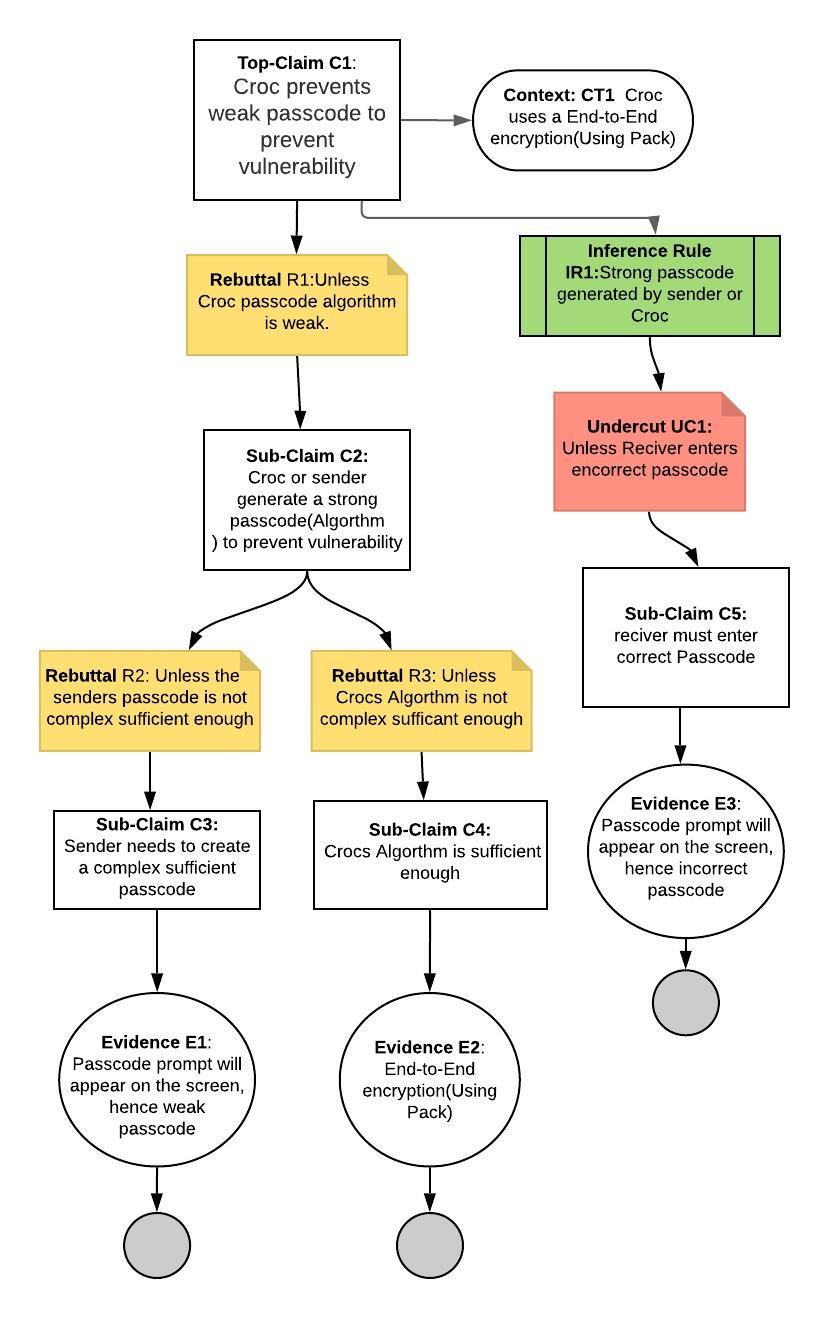 Top-Claim C1:
Croc prevents
weak passcode to
prevent
vulnerability
Context: CT1 Croc
uses a End-to-End
encryption(Using Pack)
Rebuttal R1:Unless
Croc passcode algorithm
is weak.
Inference Rule
IR1:Strong passcode
generated by sender or
Croc
Undercut UC1:
Unless Reciver enters
encorrect passcode
Sub-Claim C2:
Croc or sender
generate a strong
passcode(Algorthm
) to prevent vulnerability
Sub-Claim C5:
reciver must enter
correct Passcode
Rebuttal R2: Unless the
senders passcode is not
complex sufficient enough
Rebuttal R3: Unless
Crocs Algorthm is not
complex sufficant enough
Sub-Claim C3:
Sender needs to create
a complex sufficient
passcode
Sub-Claim C4:
Crocs Algorthm is sufficient
enough
Evidence E3:
Passcode prompt will
appear on the screen,
hence incorrect
passcode
Evidence E1:
Passcode prompt will
appear on the screen,
hence weak
passcode
Evidence E2:
End-to-End
encryption(Using
Pack)